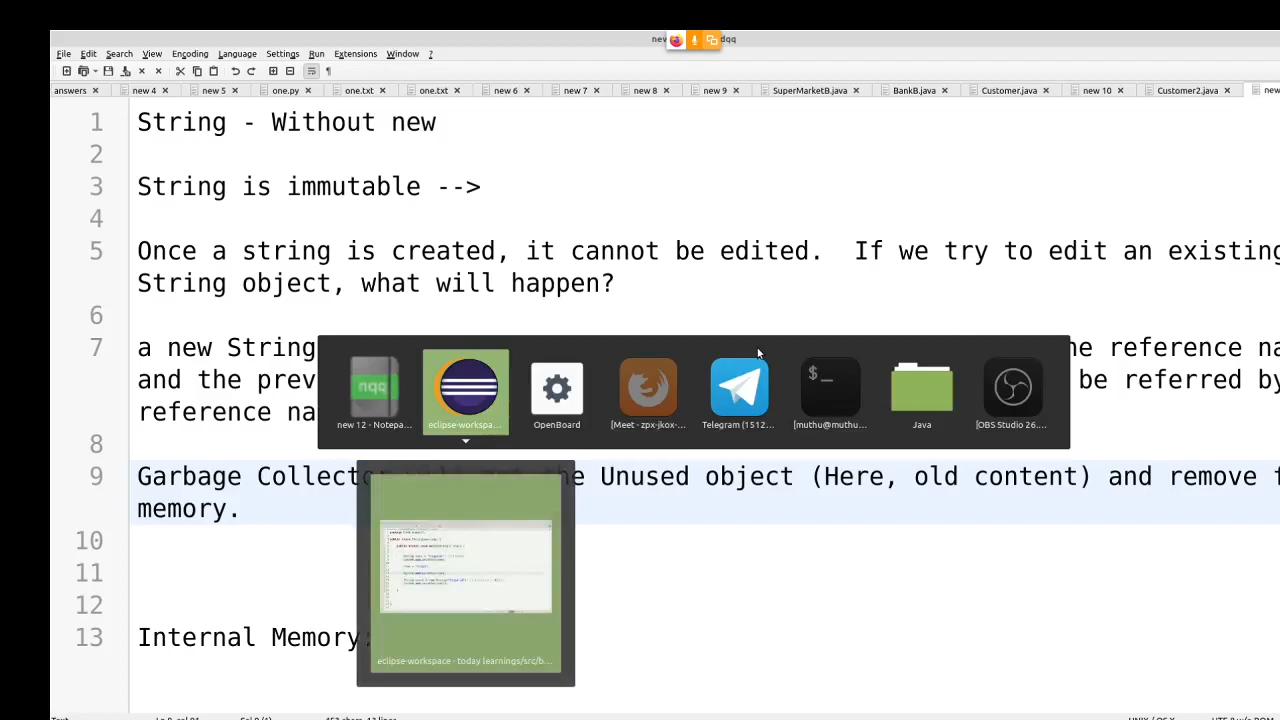 new dqq
File Edit Search View Encoding Language Settings Run Extensions Window ?
answers new 4 new 5 one.py one.txt one.txt new 6 new 7 new 8 new 9 SuperMarketB.java BankB.java Customer.java new 10 Customer2.java new
1 String - Without new
2
3 String is immutable -->
4
5 Once a string is created, it cannot be edited. If we try to edit an existing
String object, what will happen?
6
7 a new String he reference na
and the prev be referred by
reference na
8
9 Garbage Collecto the Unused object (Here, old content) and remove f
memory.
10
11
12
13 Internal Memory:
new 12 - Notepa... eclipse-workspa... OpenBoard [Meet - zpx-jkox-... Telegram (1512... [muthu@muthu... Java [OBS Studio 26....
eclipse-workspace - today learnings/src/b...